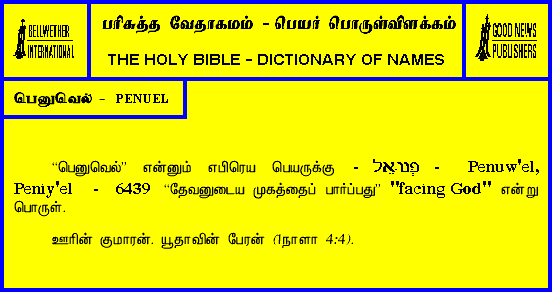 BELLWETHER
INTERNATIONAL
பரிசுத்த வேதாகமம் - பெயர் பொருள்விளக்கம்
THE HOLY BIBLE - DICTIONARY OF NAMES
GOOD NEWS
PUBLISHERS
பெனுவெல் - PENUEL
“பெனுவெல்” என்னும் எபிரெய பெயருக்கு - פְּנוּאֵל - Penuw'el,
Peniy'el - 6439 “தேவனுடைய முகத்தைப் பார்ப்பது” "facing God" என்று
பொருள்.
ஊரின் குமாரன். யூதாவின் பேரன் (1நாளா 4:4).